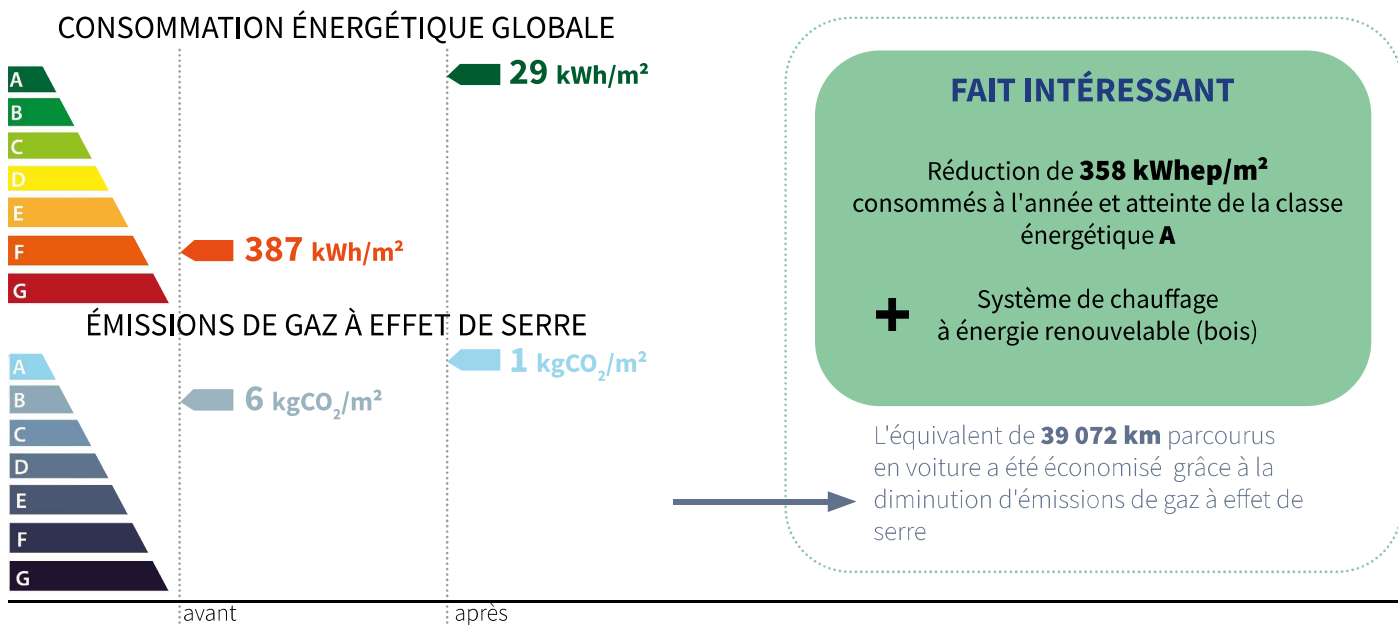 CONSOMMATION ÉNERGÉTIQUE GLOBALE
A
B
C
D
E
F
G
29 kWh/m²
387 kWh/m²
ÉMISSIONS DE GAZ À EFFET DE SERRE
A
B
C
D
E
F
G
1 kgCO₂/m²
6 kgCO₂/m²
avant
après
FAIT INTÉRESSANT
Réduction de 358 kWhep/m²
consommés à l'année et atteinte de la classe
énergétique A
+
Système de chauffage
à énergie renouvelable (bois)
L'équivalent de 39 072 km parcourus
en voiture a été économisé grâce à la
diminution d'émissions de gaz à effet de
serre